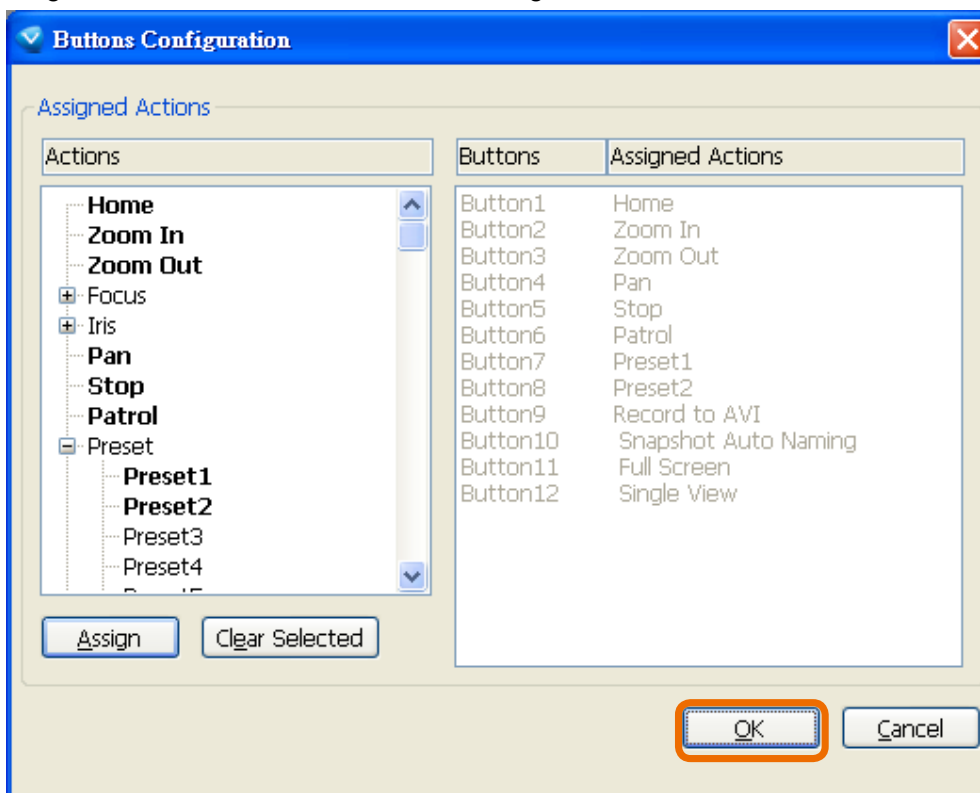 Buttons Configuration
Assigned Actions
Actions
Home
Zoom In
Zoom Out
Focus
Iris
Pan
Stop
Patrol
Preset
Preset1
Preset2
Preset3
Preset4
Assign Clear Selected
Buttons Assigned Actions
Button1 Home
Button2 Zoom In
Button3 Zoom Out
Button4 Pan
Button5 Stop
Button6 Patrol
Button7 Preset1
Button8 Preset2
Button9 Record to AVI
Button10 Snapshot Auto Naming
Button11 Full Screen
Button12 Single View
OK Cancel